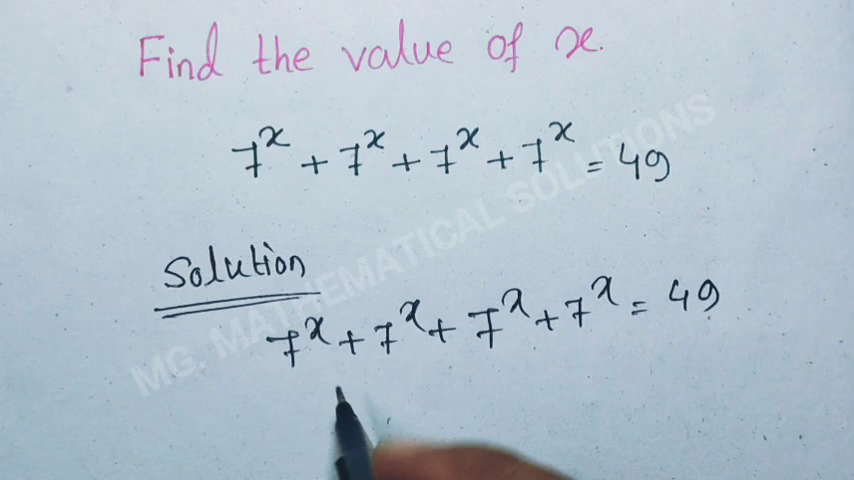 Find the value of x.
7^x + 7^x + 7^x + 7^x = 49
Solution
7^x + 7^x + 7^x + 7^x = 49
MG. MATHEMATICAL SOLUTIONS